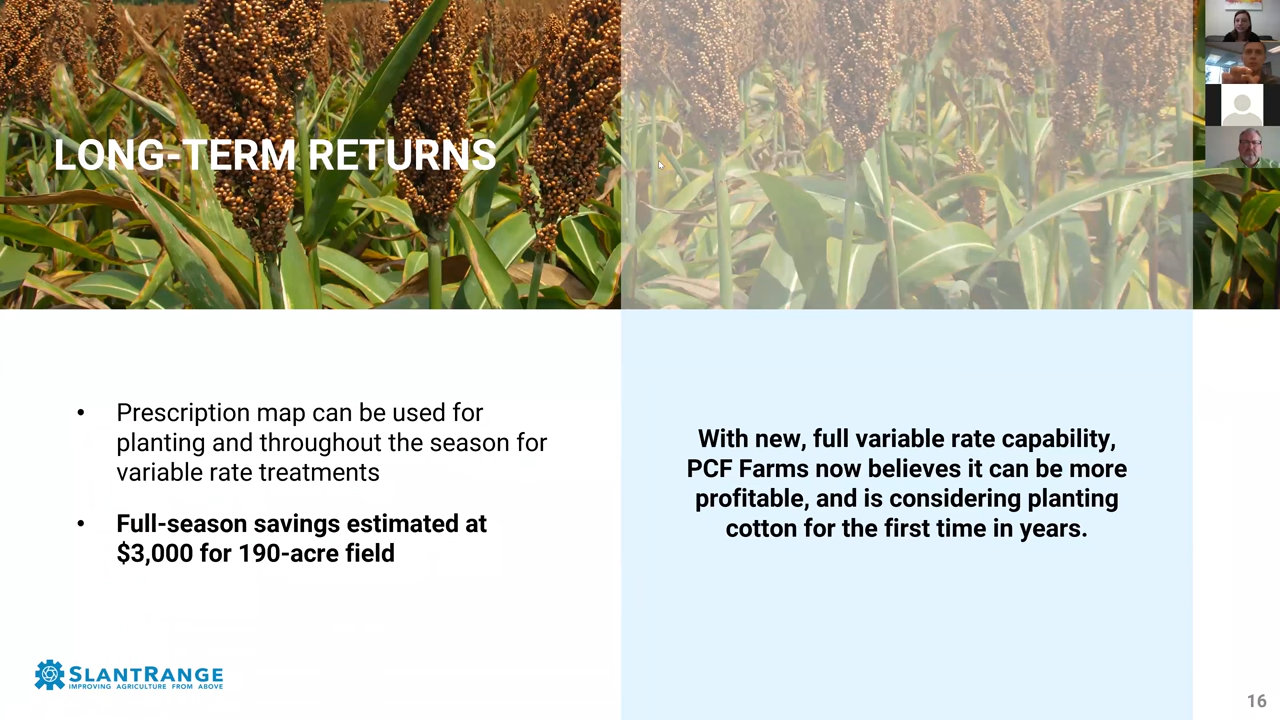 LONG-TERM RETURNS
• Prescription map can be used for
planting and throughout the season for
variable rate treatments
• Full-season savings estimated at
$3,000 for 190-acre field
With new, full variable rate capability,
PCF Farms now believes it can be more
profitable, and is considering planting
cotton for the first time in years.
SLANTRANGE
IMPROVING AGRICULTURE FROM ABOVE
16